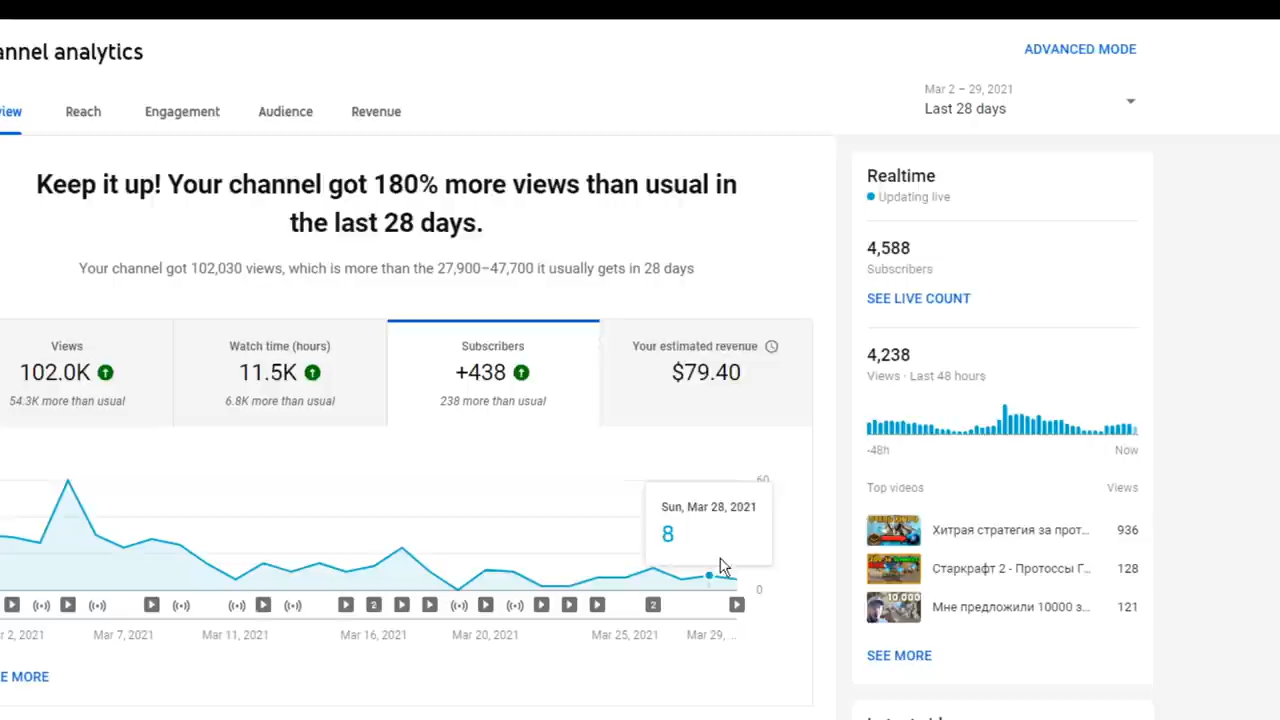 annel analytics
ADVANCED MODE
Mar 2 – 29, 2021
Last 28 days
view
Reach
Engagement
Audience
Revenue
Keep it up! Your channel got 180% more views than usual in
the last 28 days.
Your channel got 102,030 views, which is more than the 27,900–47,700 it usually gets in 28 days
Views
102.0K
54.3K more than usual
Watch time (hours)
11.5K
6.8K more than usual
Subscribers
+438
238 more than usual
Your estimated revenue
$79.40
60
Sun, Mar 28, 2021
8
0
2
2
r 2, 2021
Mar 7, 2021
Mar 11, 2021
Mar 16, 2021
Mar 20, 2021
Mar 25, 2021
Mar 29, ...
E MORE
Realtime
Updating live
4,588
Subscribers
SEE LIVE COUNT
4,238
Views · Last 48 hours
-48h
Now
Top videos
Views
Хитрая стратегия за прот...
936
Старкрафт 2 - Протоссы Г...
128
10 000
Мне предложили 10000 з...
121
SEE MORE